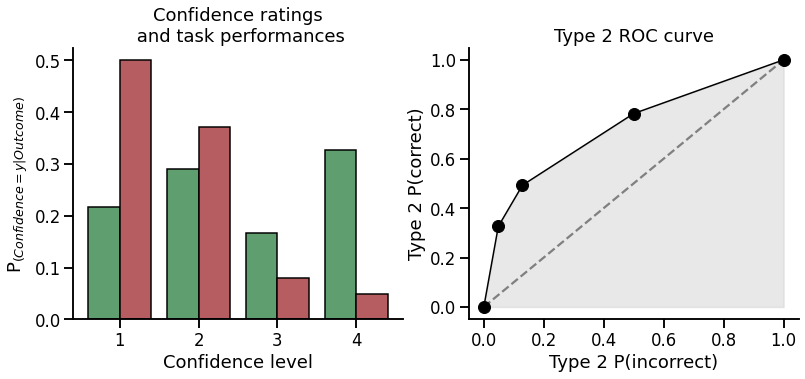 Confidence ratings
and task performances
P(Confidence=y|Outcome)
0.5
0.4
0.3
0.2
0.1
0.0
1 2 3 4
Confidence level
Type 2 ROC curve
Type 2 P(correct)
1.0
0.8
0.6
0.4
0.2
0.0
0.0 0.2 0.4 0.6 0.8 1.0
Type 2 P(incorrect)